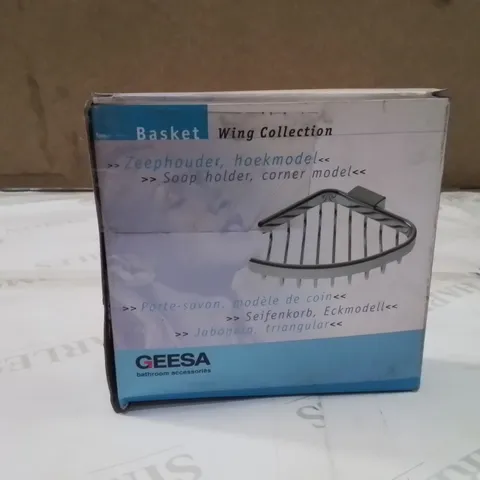 Basket Wing Collection
>> Zeephouder, hoekmodel<<
>> Soap holder, corner model<<
>> Porte-savon, modèle de coin<<
>> Seifenkorb, Eckmodell<<
>> Jabonera, triangular<<
GEESA
bathroom accessories